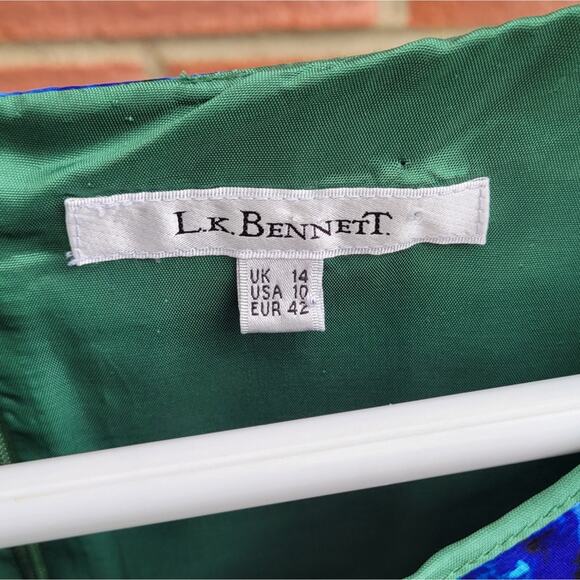 L.K.BENNETT.
UK 14
USA 10
EUR 42